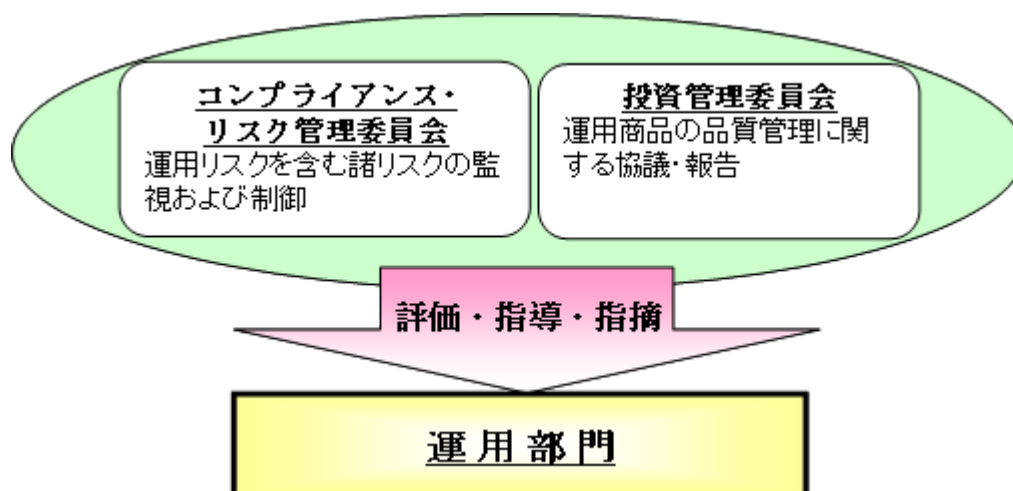 コンプライアンス・
リスク管理委員会
運用リスクを含む諸リスクの監
視および制御
投資管理委員会
運用商品の品質管理に関
する協議・報告
評価・指導・指摘
運用部門